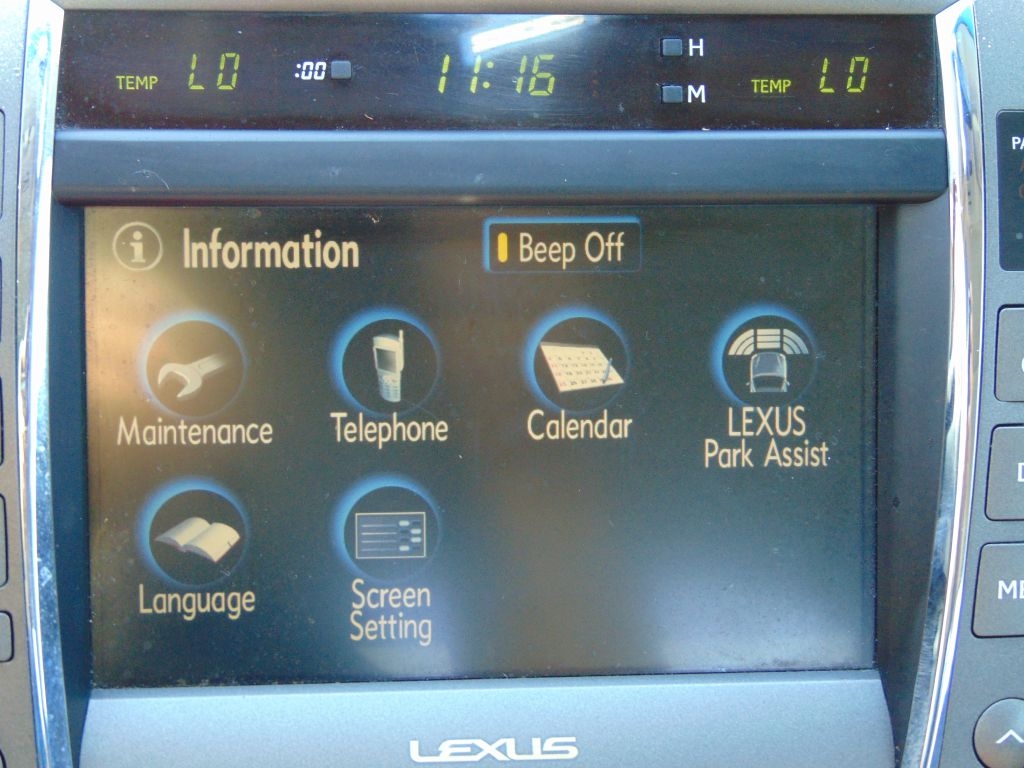 TEMP LO :00 11:16 H
M TEMP LO
Information Beep Off
Maintenance Telephone Calendar LEXUS
Park Assist
Language Screen
Setting
LEXUS